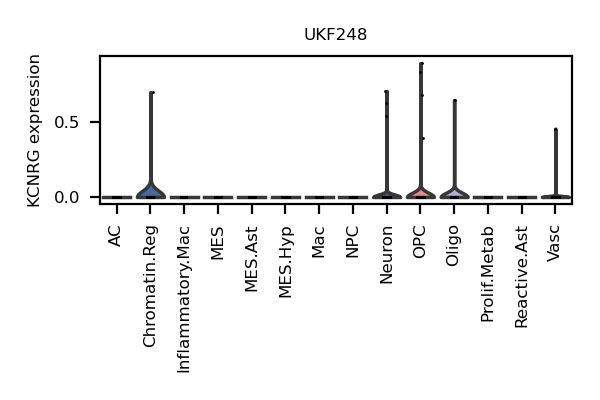 UKF248
KCNRG expression
0.5
0.0
AC
Chromatin.Reg
Inflammatory.Mac
MES
MES.Ast
MES.Hyp
Mac
NPC
Neuron
OPC
Oligo
Prolif.Metab
Reactive.Ast
Vasc